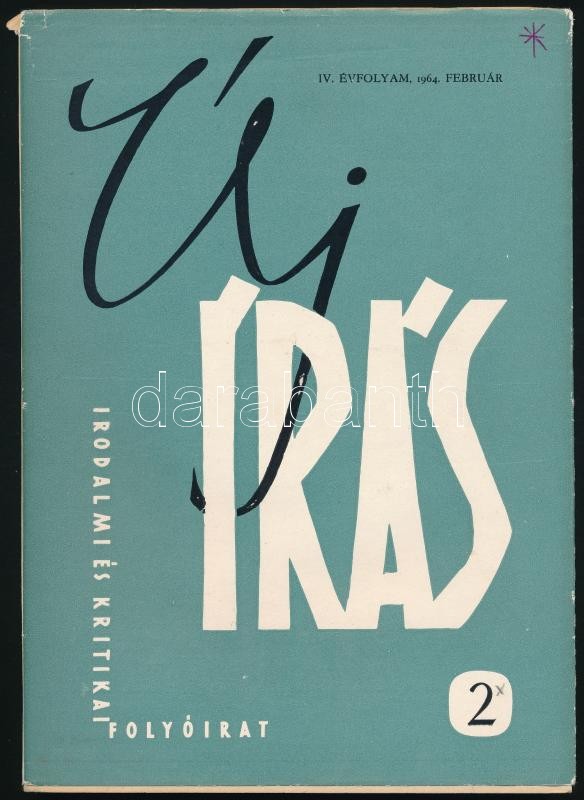 IV. ÉVFOLYAM, 1964. FEBRUÁR
Új
ÍRÁS
darabanth
IRODALMI ÉS KRITIKAI
FOLYÓIRAT
2